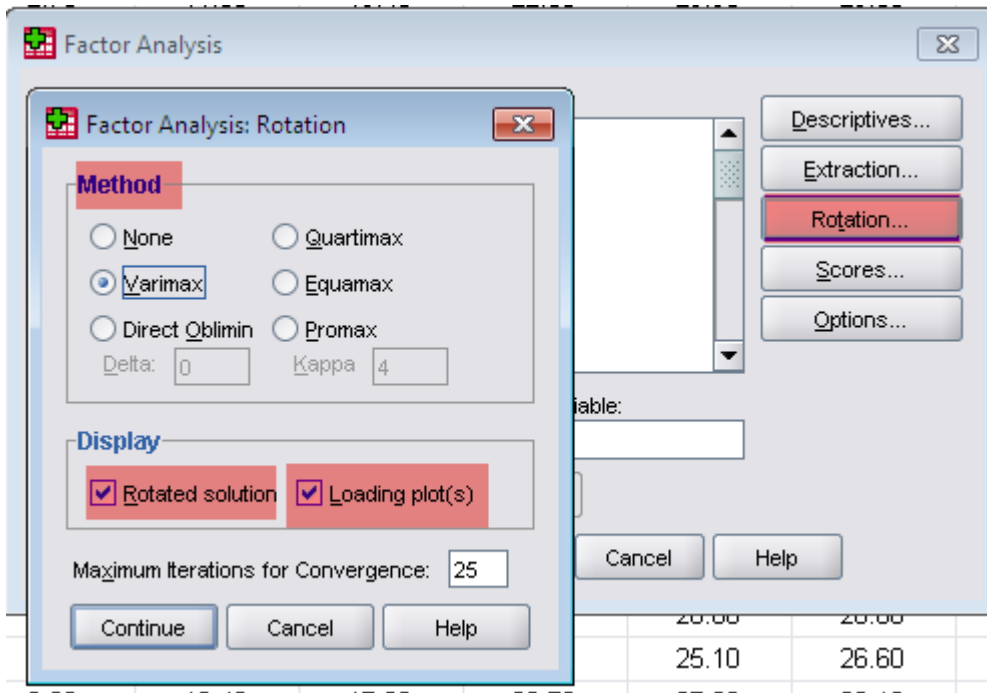 Factor Analysis
Factor Analysis: Rotation
Method
None
Quartimax
Varimax
Equamax
Direct Oblimin
Promax
Delta: 0
Kappa 4
Display
Rotated solution
Loading plot(s)
Maximum Iterations for Convergence: 25
Continue
Cancel
Help
Descriptives...
Extraction...
Rotation...
Scores...
Options...
iable:
Cancel
Help
25.10 26.60